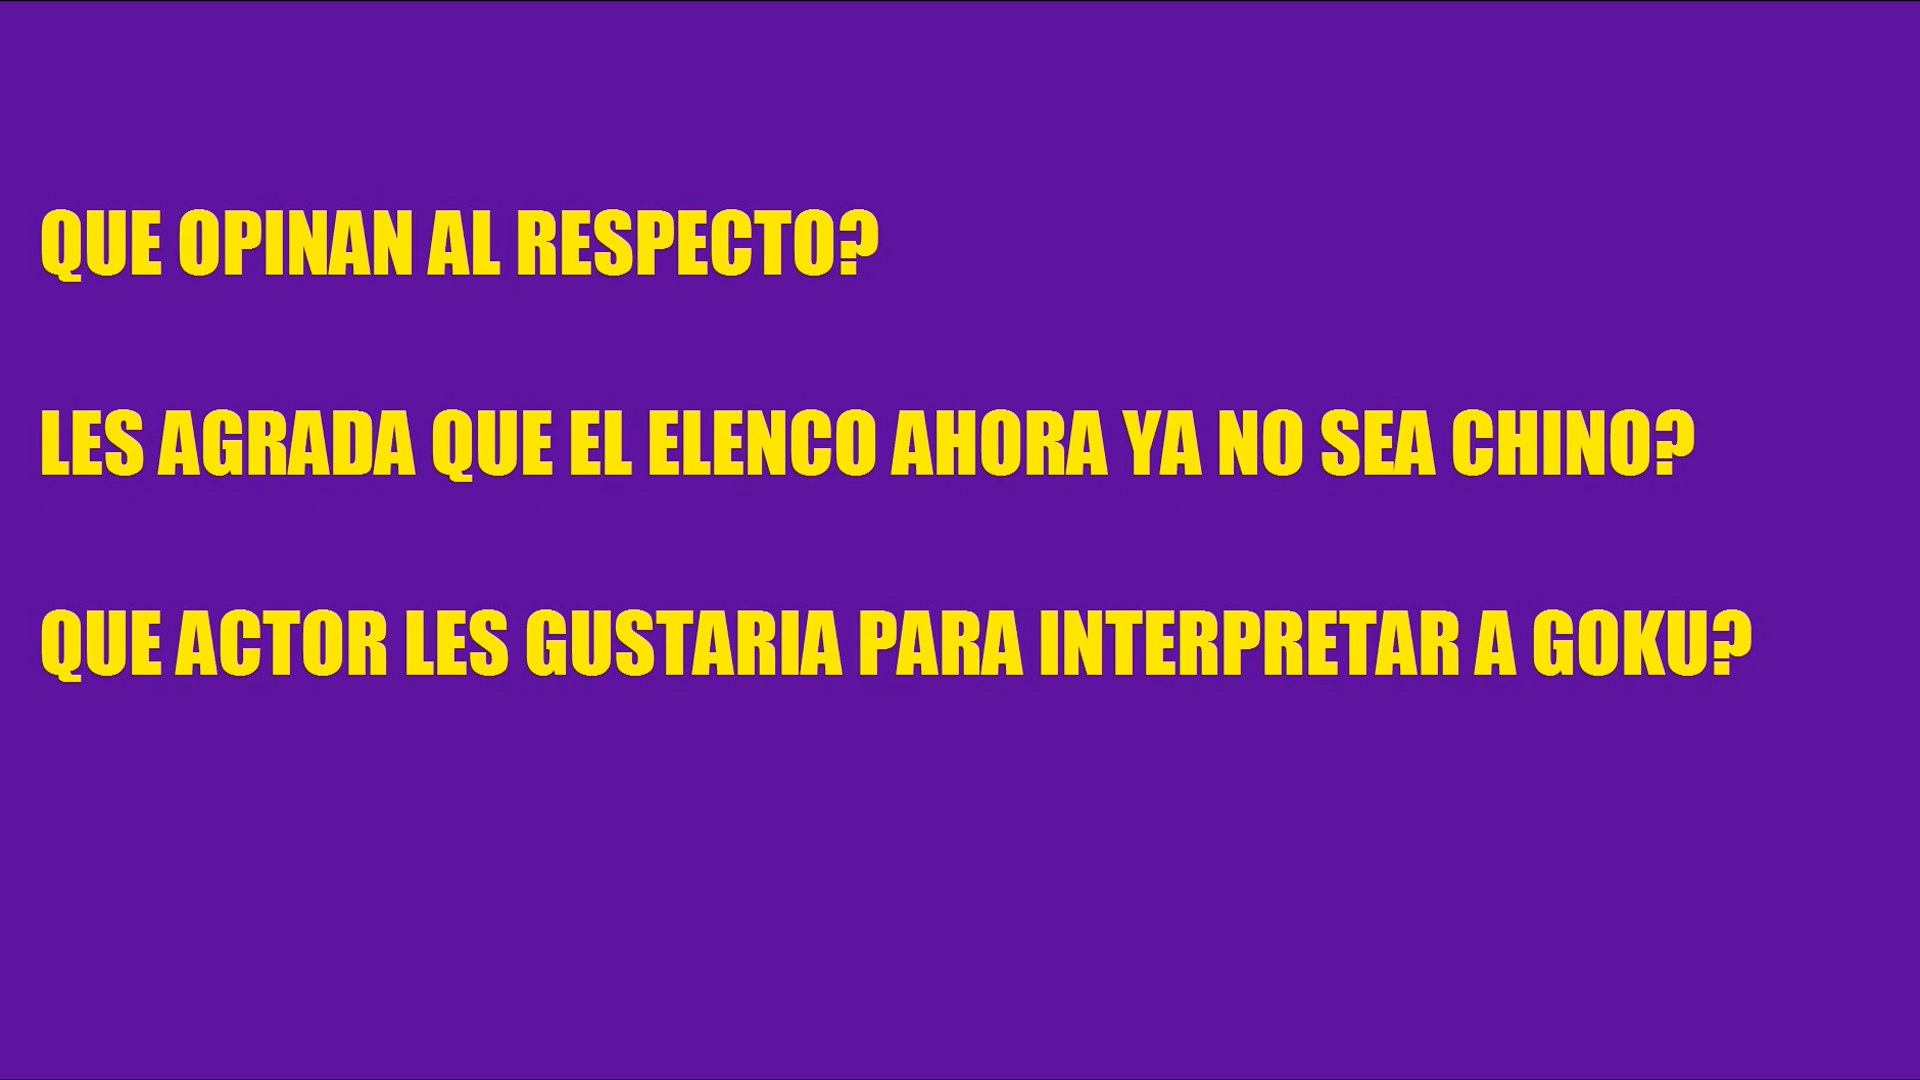 QUE OPINAN AL RESPECTO?
LES AGRADA QUE EL ELENCO AHORA YA NO SEA CHINO?
QUE ACTOR LES GUSTARIA PARA INTERPRETAR A GOKU?